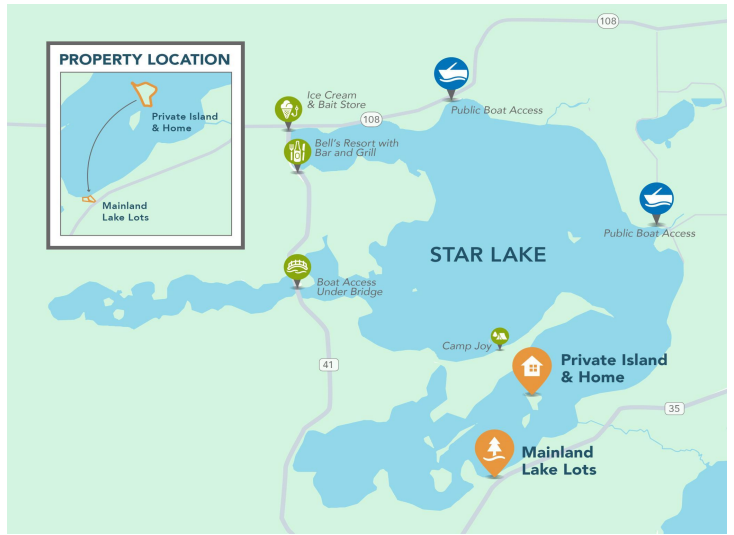 108
PROPERTY LOCATION
Private Island
& Home
Mainland
Lake Lots
Ice Cream
& Bait Store
108
Public Boat Access
Bell's Resort with
Bar and Grill
Public Boat Access
STAR LAKE
Boat Access
Under Bridge
Camp Joy
41
Private Island
& Home
35
Mainland
Lake Lots